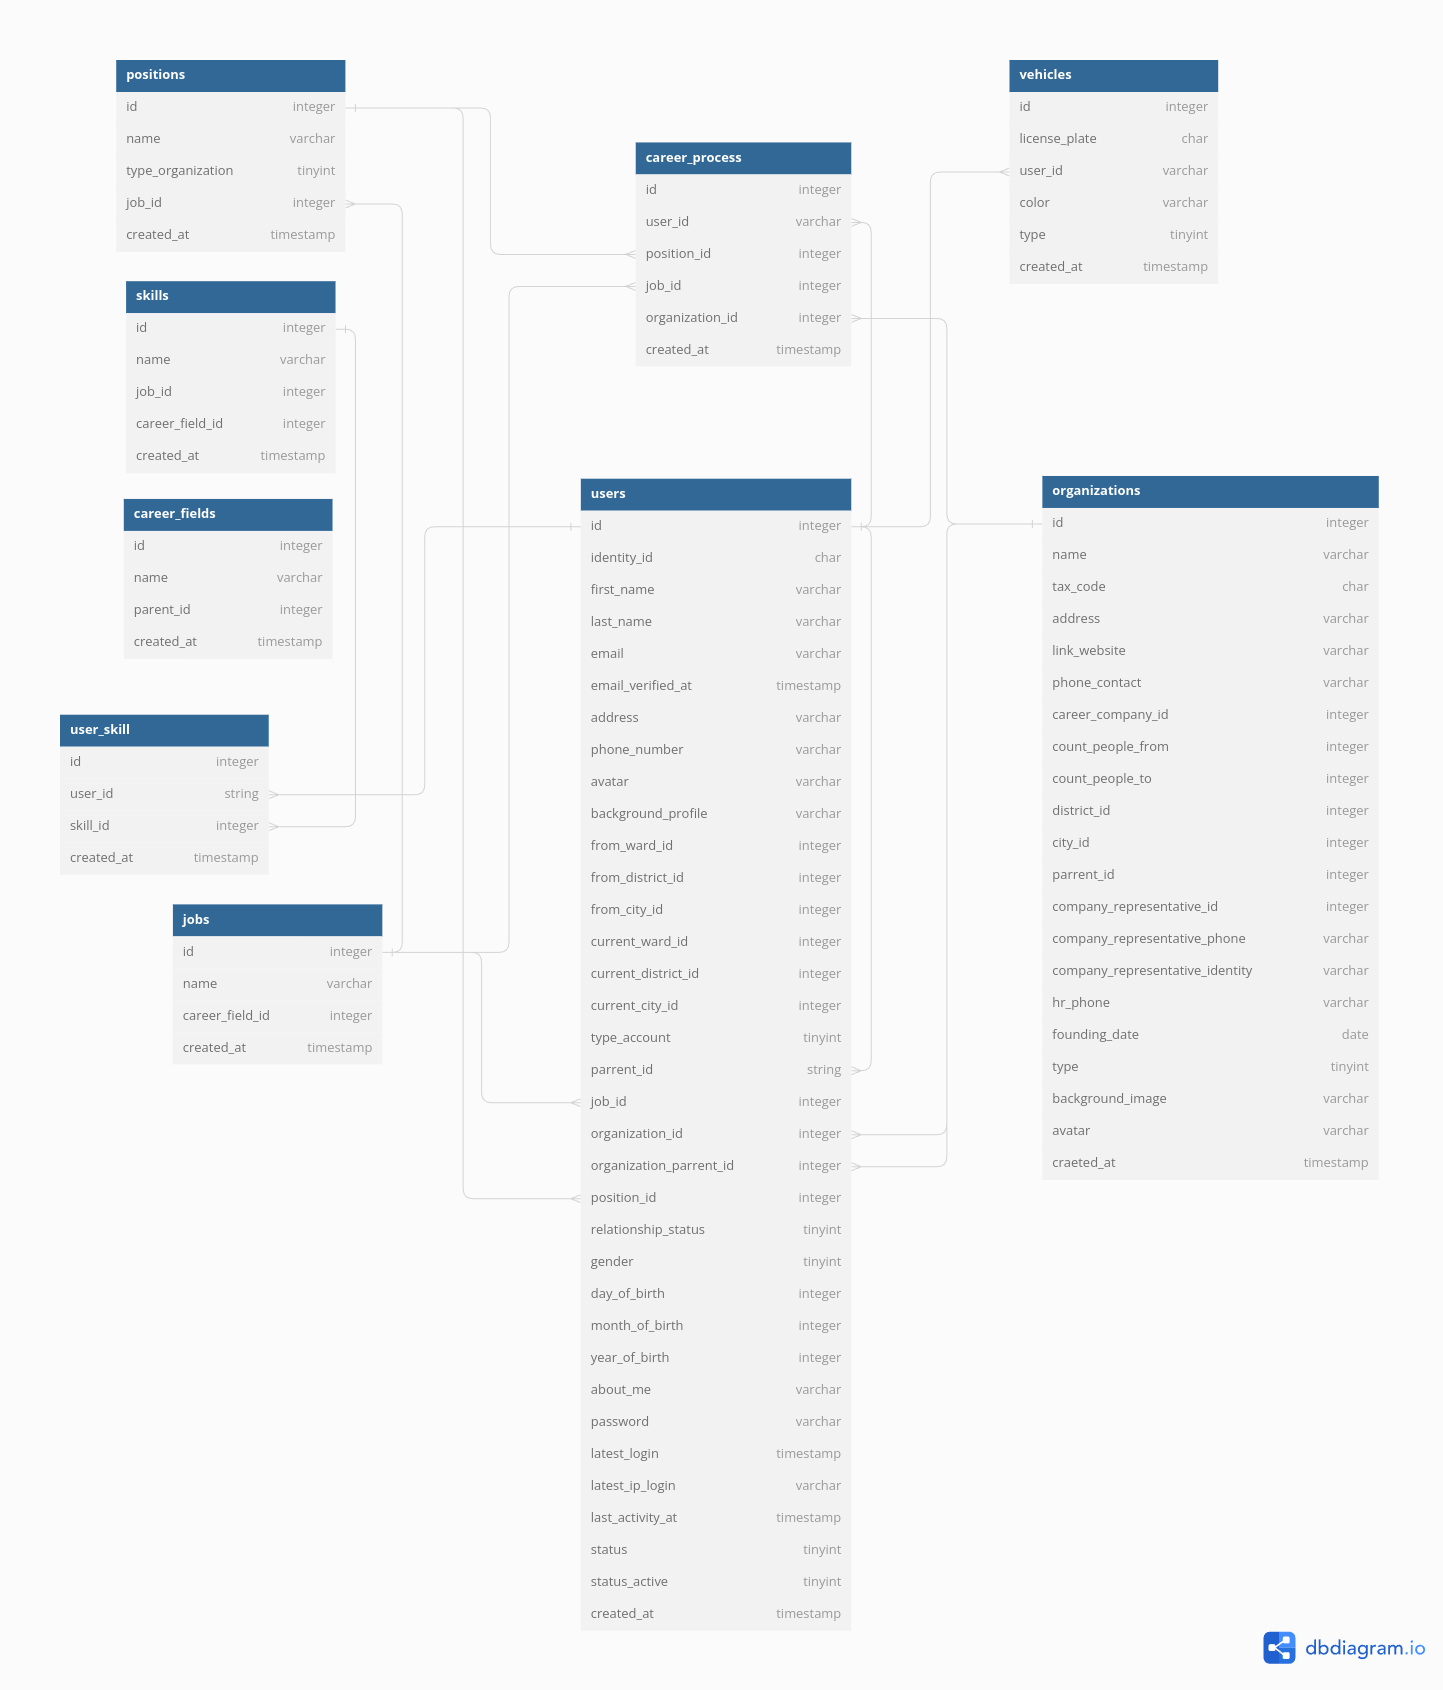 positions
id integer
name varchar
type_organization tinyint
job_id integer
created_at timestamp
skills
id integer
name varchar
job_id integer
career_field_id integer
created_at timestamp
career_fields
id integer
name varchar
parent_id integer
created_at timestamp
user_skill
id integer
user_id string
skill_id integer
created_at timestamp
jobs
id integer
name varchar
career_field_id integer
created_at timestamp
career_process
id integer
user_id varchar
position_id integer
job_id integer
organization_id integer
created_at timestamp
users
id integer
identity_id char
first_name varchar
last_name varchar
email varchar
email_verified_at timestamp
address varchar
phone_number varchar
avatar varchar
background_profile varchar
from_ward_id integer
from_district_id integer
from_city_id integer
current_ward_id integer
current_district_id integer
current_city_id integer
type_account tinyint
parrent_id string
job_id integer
organization_id integer
organization_parrent_id integer
position_id integer
relationship_status tinyint
gender tinyint
day_of_birth integer
month_of_birth integer
year_of_birth integer
about_me varchar
password varchar
latest_login timestamp
latest_ip_login varchar
last_activity_at timestamp
status tinyint
status_active tinyint
created_at timestamp
vehicles
id integer
license_plate char
user_id varchar
color varchar
type tinyint
created_at timestamp
organizations
id integer
name varchar
tax_code char
address varchar
link_website varchar
phone_contact varchar
career_company_id integer
count_people_from integer
count_people_to integer
district_id integer
city_id integer
parrent_id integer
company_representative_id integer
company_representative_phone varchar
company_representative_identity varchar
hr_phone varchar
founding_date date
type tinyint
background_image varchar
avatar varchar
craeted_at timestamp
dbdiagram.io